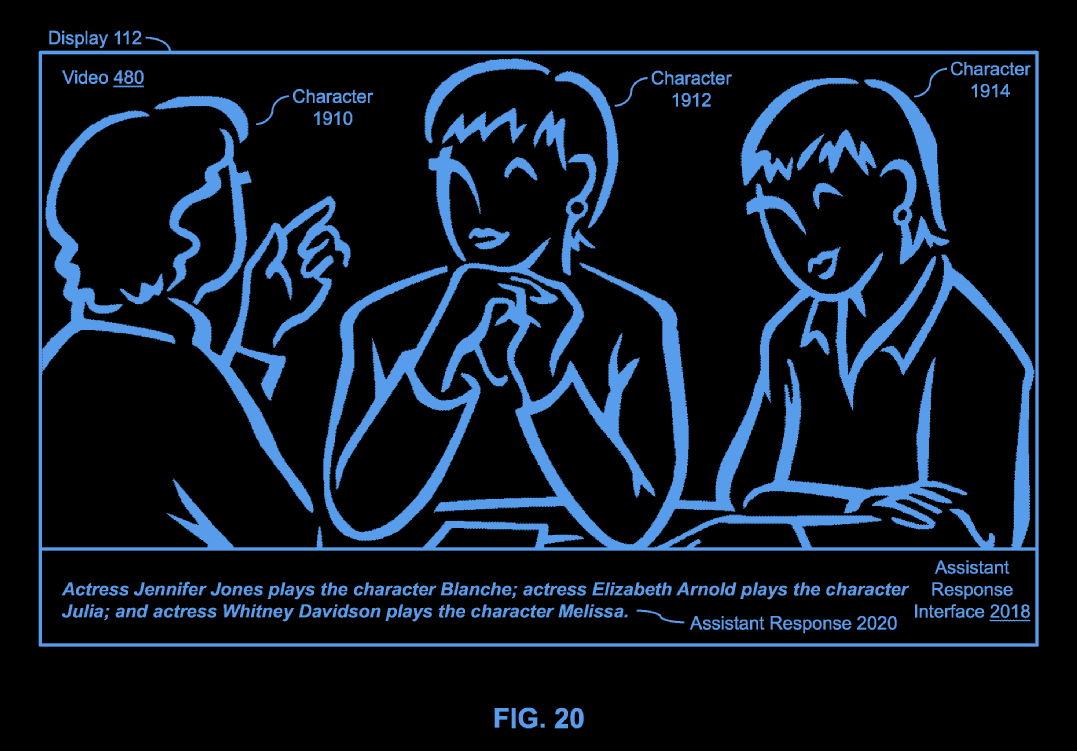 Display 112
Video 480
Character
1910
Character
1912
Character
1914
Actress Jennifer Jones plays the character Blanche; actress Elizabeth Arnold plays the character
Julia; and actress Whitney Davidson plays the character Melissa.
Assistant Response 2020
Assistant
Response
Interface 2018
FIG. 20